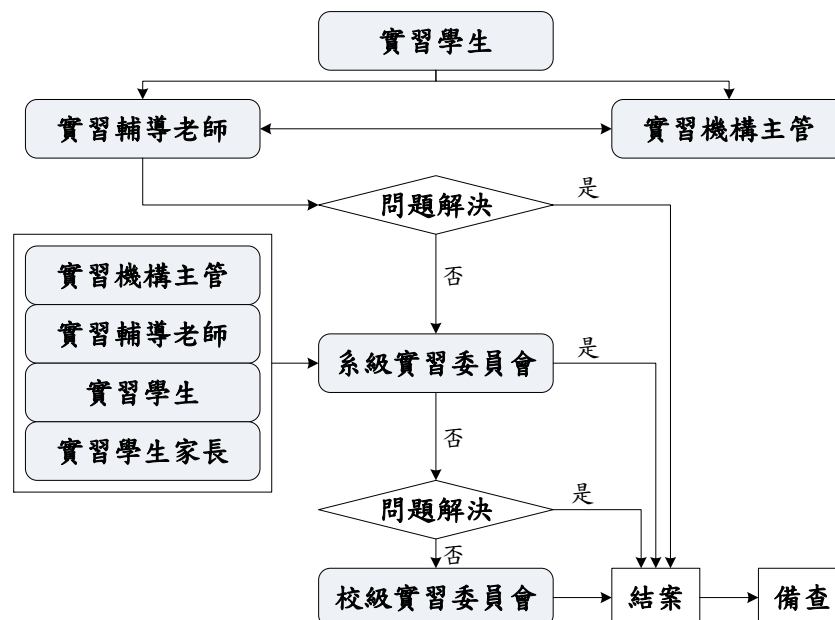 實習學生
實習輔導老師
實習機構主管
問題解決
是
否
實習機構主管
實習輔導老師
實習學生
實習學生家長
系級實習委員會
是
否
問題解決
是
否
校級實習委員會
結案
備查